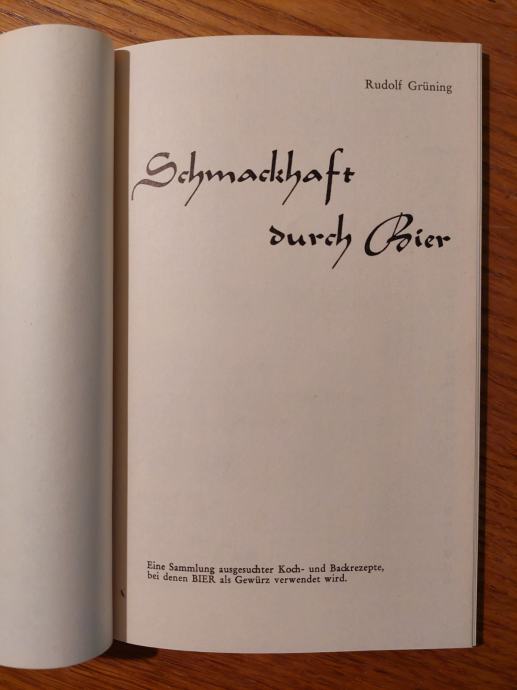 Rudolf Grüning
Schmackhaft
durch Bier
Eine Sammlung ausgesuchter Koch- und Backrezepte,
bei denen BIER als Gewürz verwendet wird.